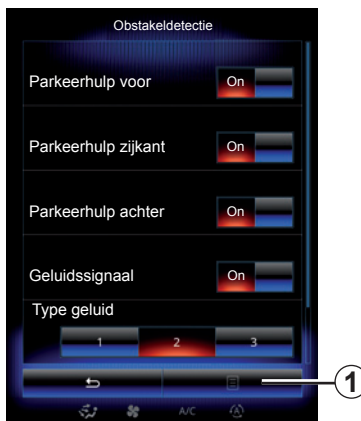 Obstakeldetectie
Parkeerhulp voor On
Parkeerhulp zijkant On
Parkeerhulp achter On
Geluidssignaal On
Type geluid
1 2 3
1
A/C A